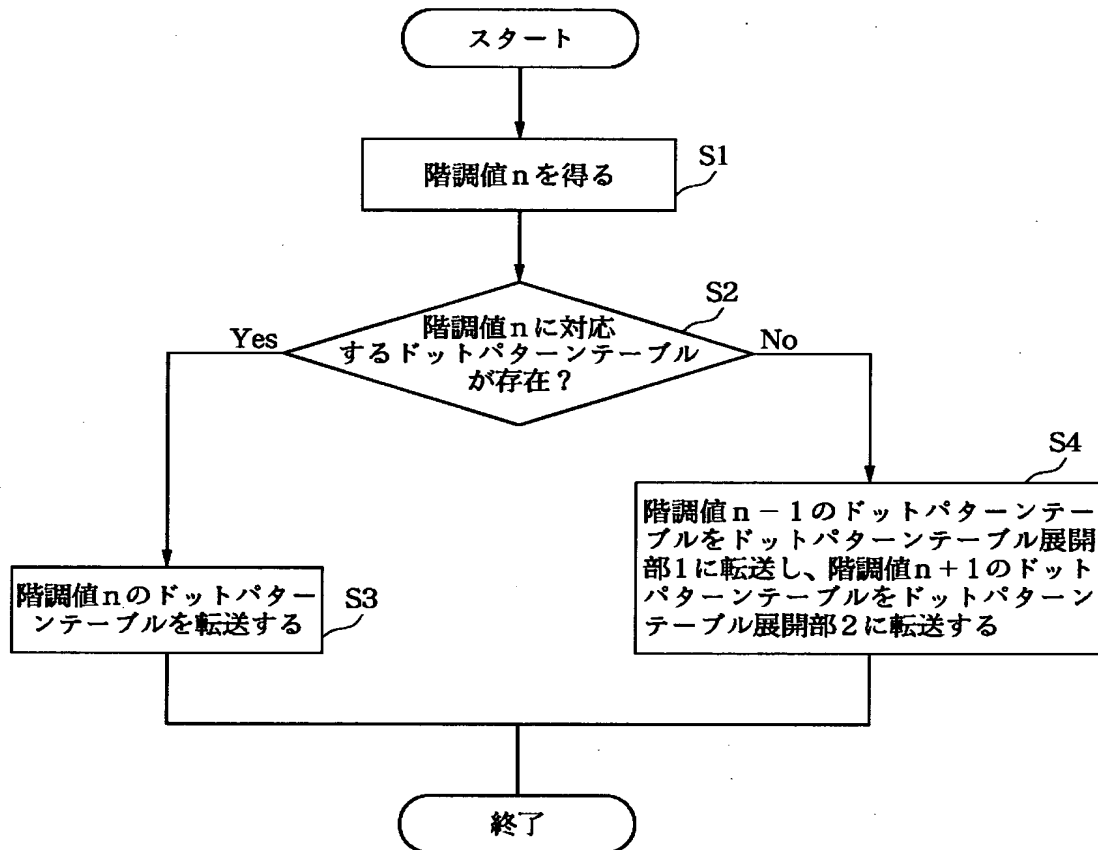 スタート
階調値nを得る
S1
階調値nに対応
するドットパターンテーブル
が存在？
S2
Yes
No
階調値nのドットパター
ンテーブルを転送する
S3
S4
階調値n－1のドットパターンテー
ブルをドットパターンテーブル展開
部1に転送し、階調値n＋1のドット
パターンテーブルをドットパターン
テーブル展開部2に転送する
終了